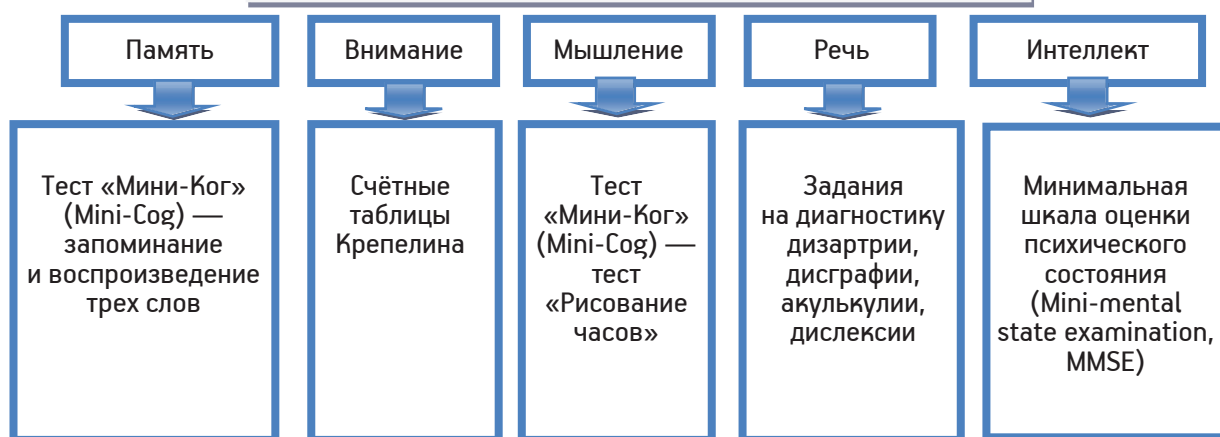 Память
Внимание
Мышление
Речь
Интеллект
Тест «Мини-Ког»
(Mini-Cog) —
запоминание
и воспроизведение
трех слов
Счётные
таблицы
Крепелина
Тест
«Мини-Ког»
(Mini-Cog) —
тест
«Рисование
часов»
Задания
на диагностику
дизартрии,
дисграфии,
акулькулии,
дислексии
Минимальная
шкала оценки
психического
состояния
(Mini-mental
state examination,
MMSE)